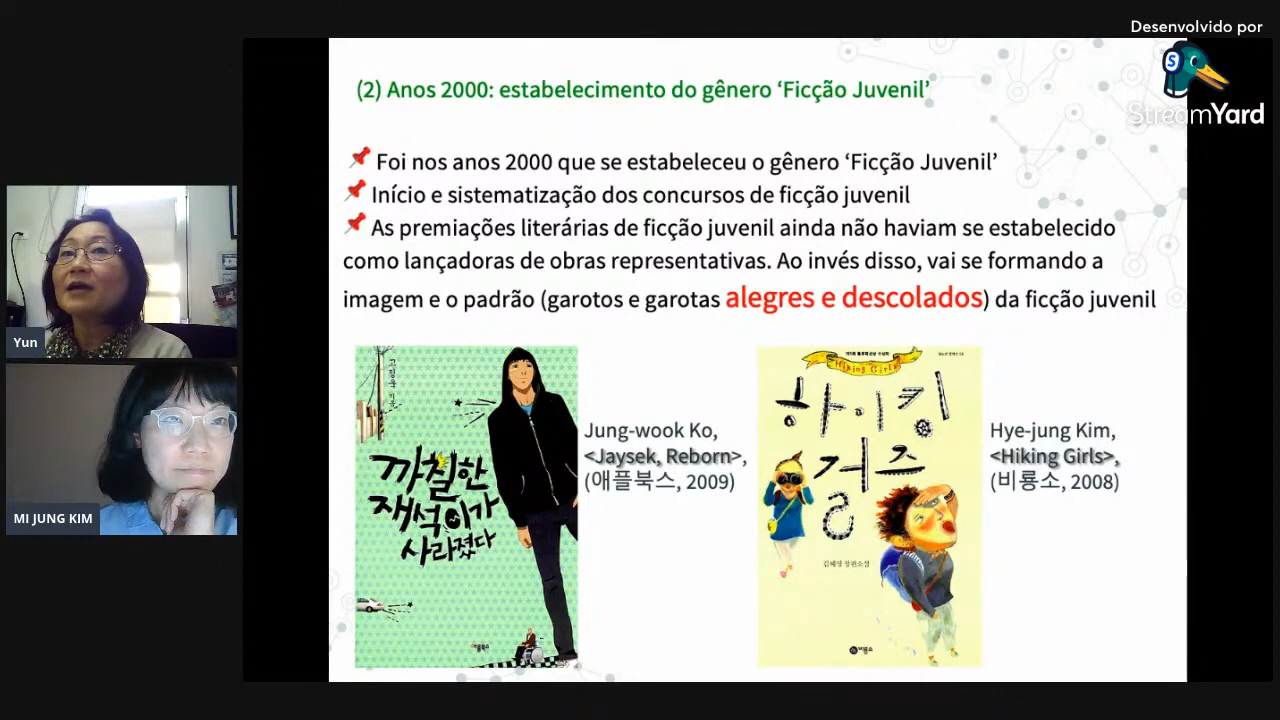 Desenvolvido por
StreamYard
(2) Anos 2000: estabelecimento do gênero ‘Ficção Juvenil’
Foi nos anos 2000 que se estabeleceu o gênero ‘Ficção Juvenil’
Início e sistematização dos concursos de ficção juvenil
As premiações literárias de ficção juvenil ainda não haviam se estabelecido
como lançadoras de obras representativas. Ao invés disso, vai se formando a
imagem e o padrão (garotos e garotas alegres e descolados) da ficção juvenil
Yun
MI JUNG KIM
까칠한
재석이가
사라졌다
Jung-wook Ko,
<Jaysek, Reborn>,
(애플북스, 2009)
Hiking Girls
하이킹
걸즈
김혜정 장편소설
비룡소
Hye-jung Kim,
<Hiking Girls>,
(비룡소, 2008)